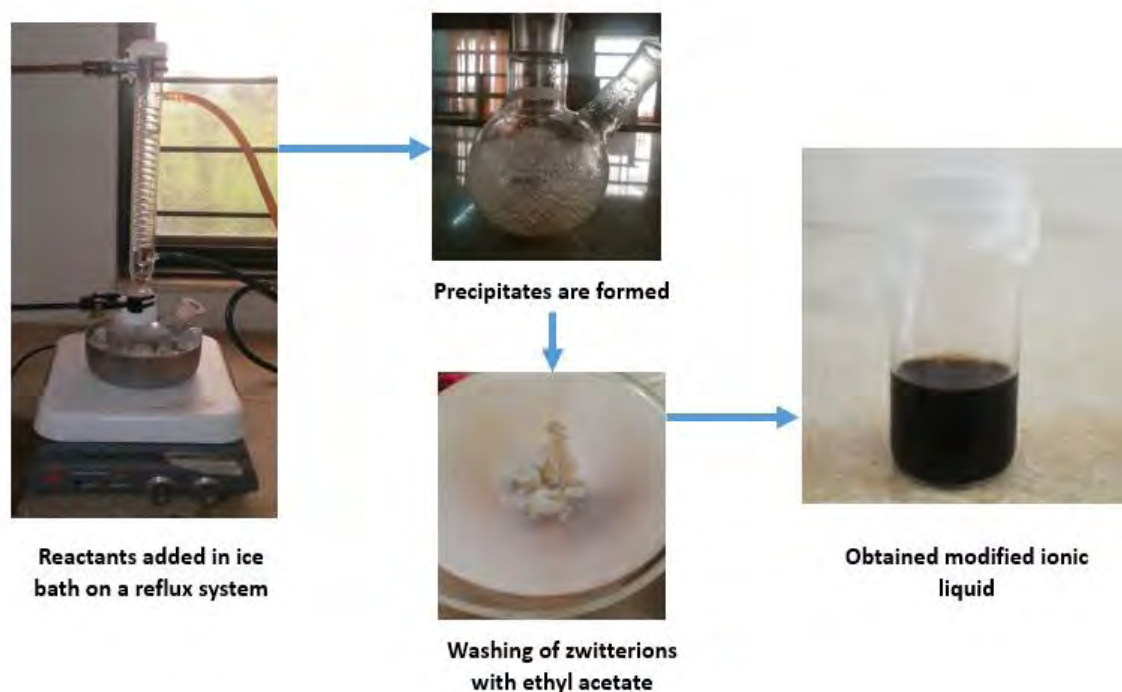 Precipitates are formed
Reactants added in ice
bath on a reflux system
Washing of zwitterions
with ethyl acetate
Obtained modified ionic
liquid